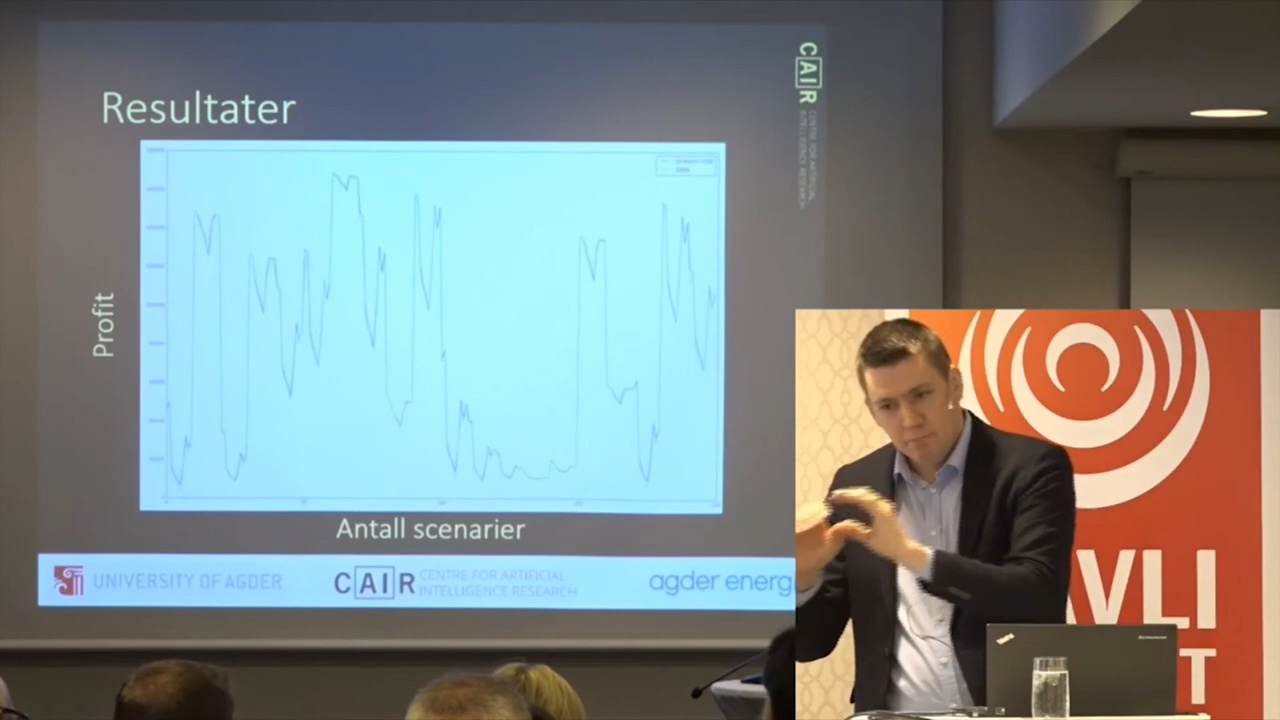 Resultater
CAIR
CENTRE FOR ARTIFICIAL
INTELLIGENCE RESEARCH
Profit
Antall scenarier
UNIVERSITY OF AGDER
CAIR
CENTRE FOR ARTIFICIAL
INTELLIGENCE RESEARCH
agder energ
AVLI
T